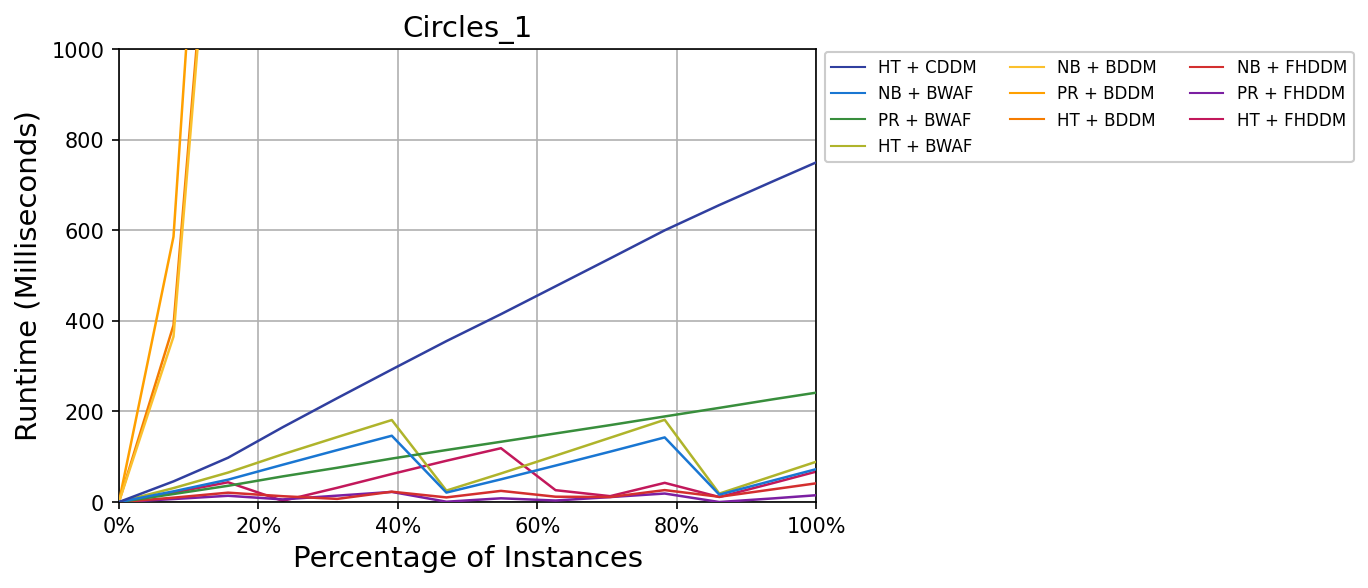 Circles_1
1000
800
600
400
200
0
Runtime (Milliseconds)
0% 20% 40% 60% 80% 100%
Percentage of Instances
HT + CDDM
NB + BWAF
PR + BWAF
HT + BWAF
NB + BDDM
PR + BDDM
HT + BDDM
NB + FHDDM
PR + FHDDM
HT + FHDDM